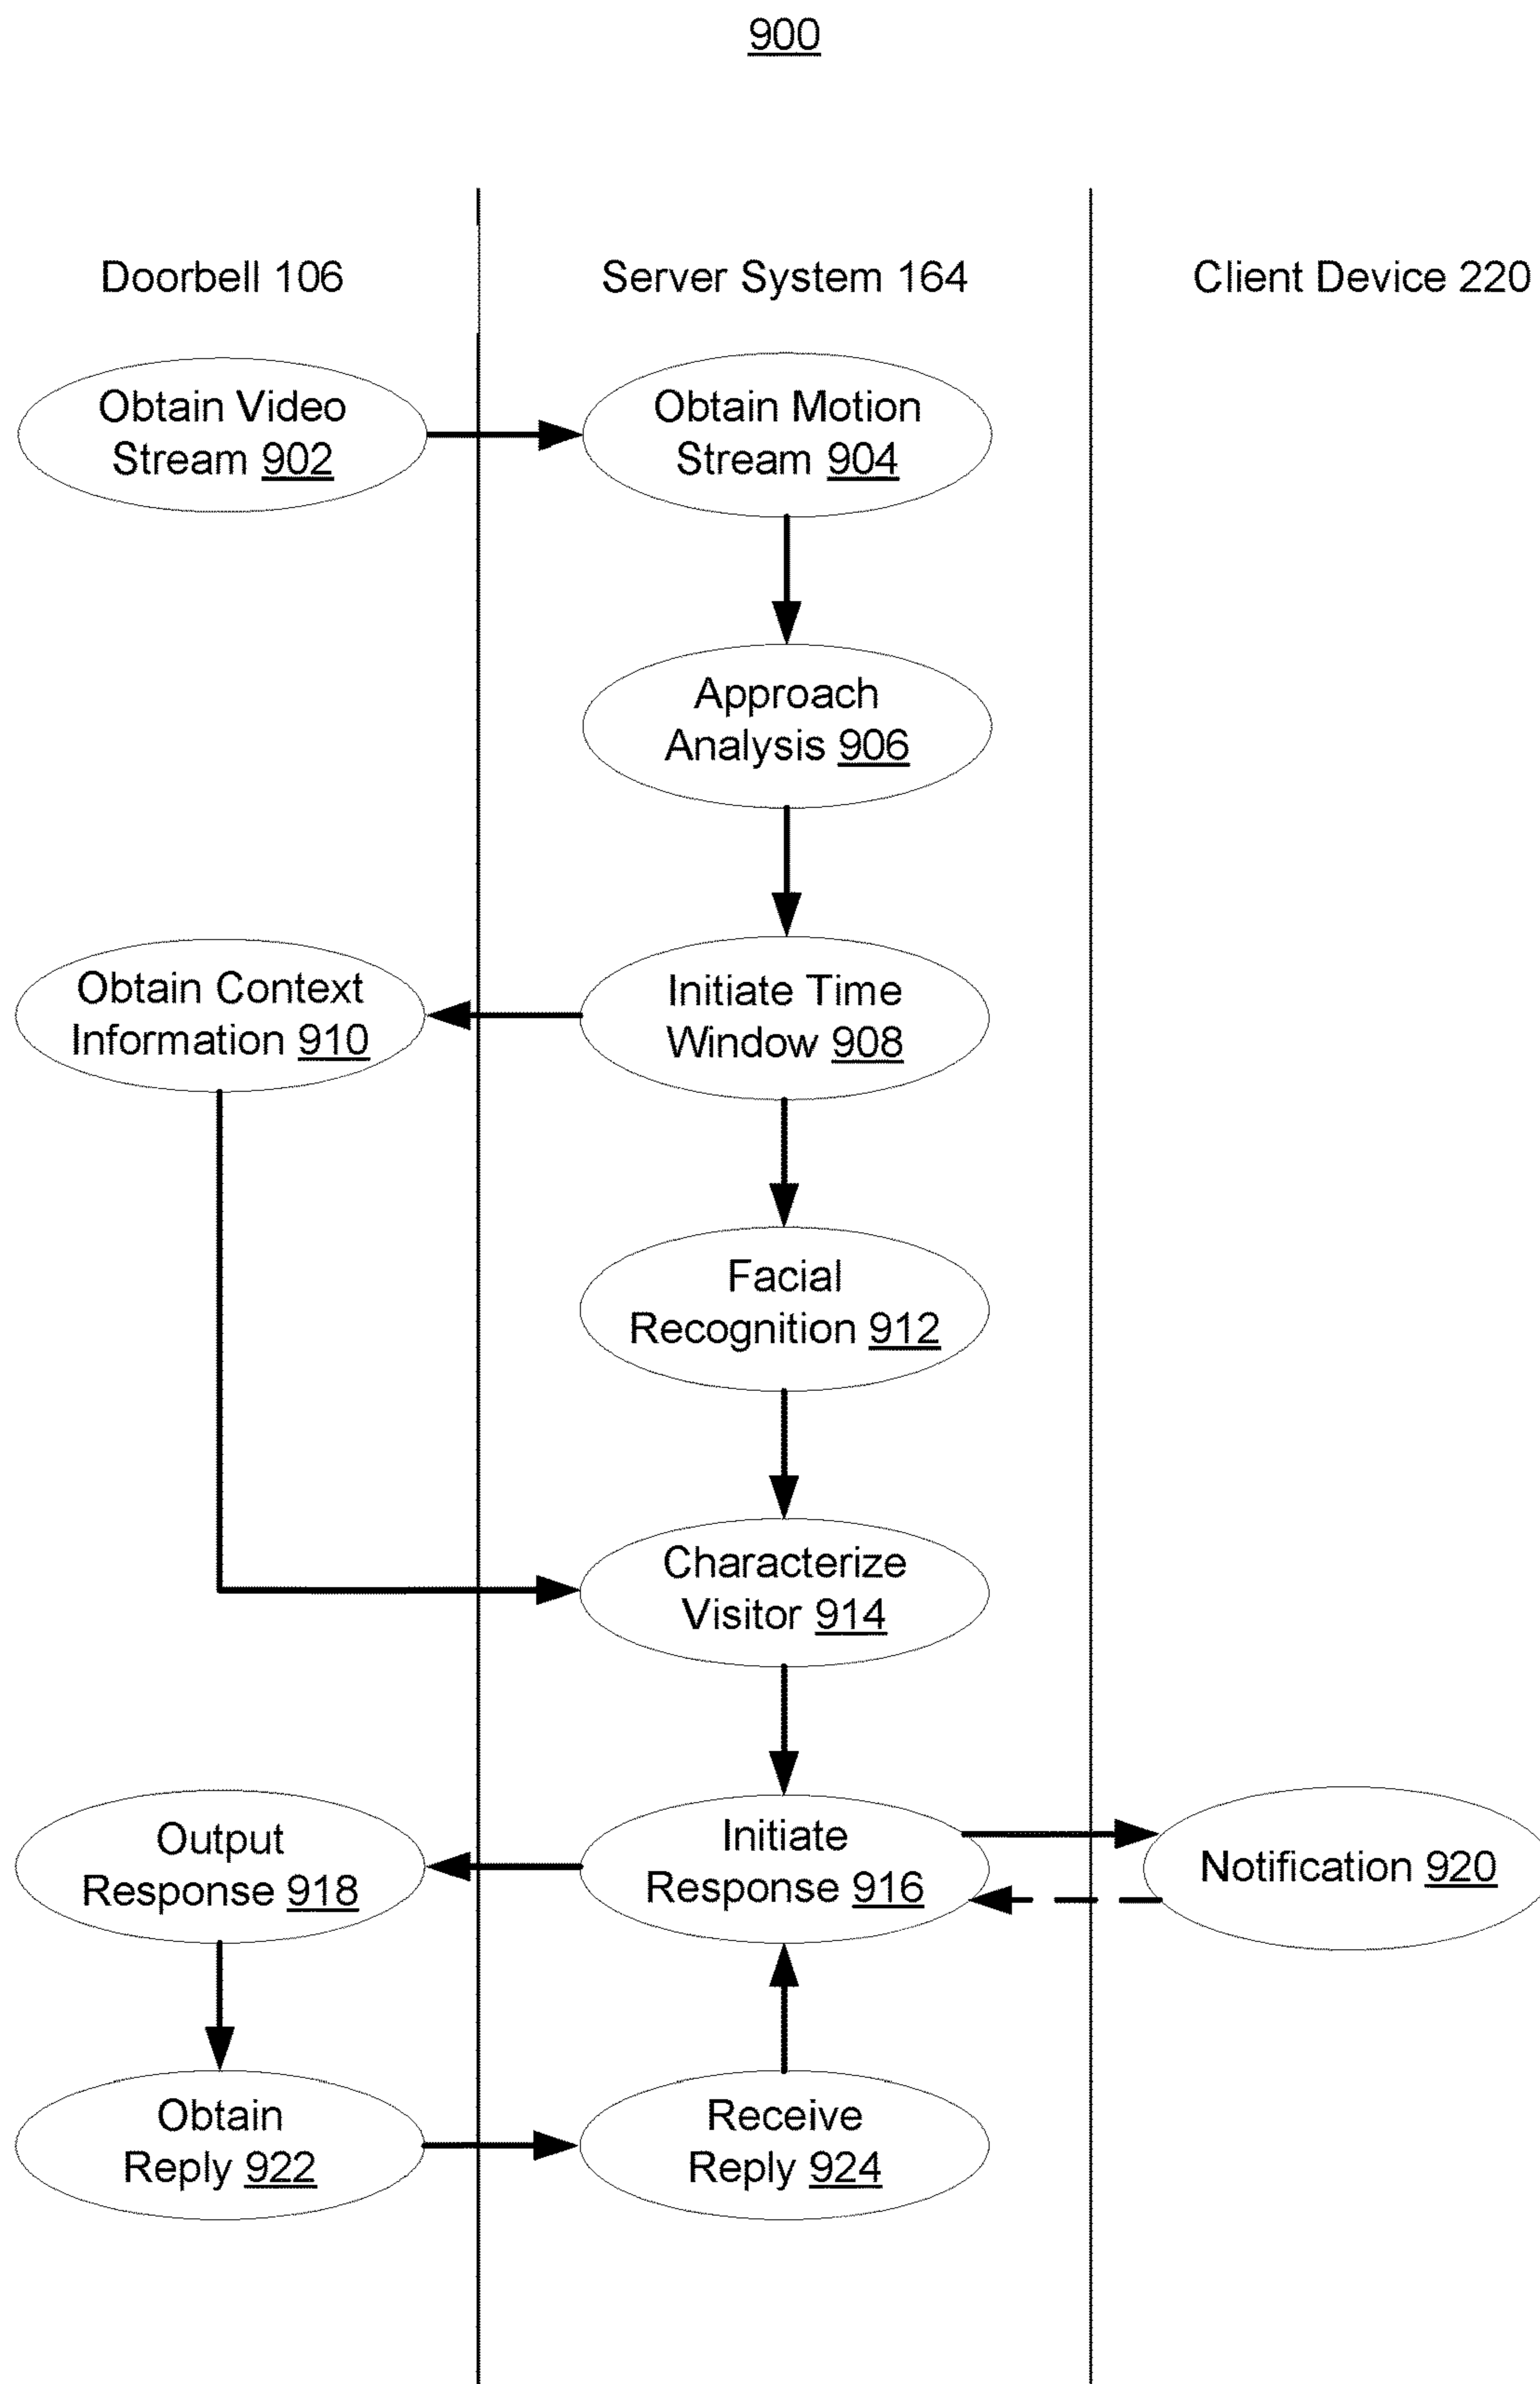 900
Doorbell 106
Server System 164
Client Device 220
Obtain Video
Stream 902
Obtain Motion
Stream 904
Approach
Analysis 906
Initiate Time
Window 908
Obtain Context
Information 910
Facial
Recognition 912
Characterize
Visitor 914
Initiate
Response 916
Output
Response 918
Notification 920
Obtain
Reply 922
Receive
Reply 924